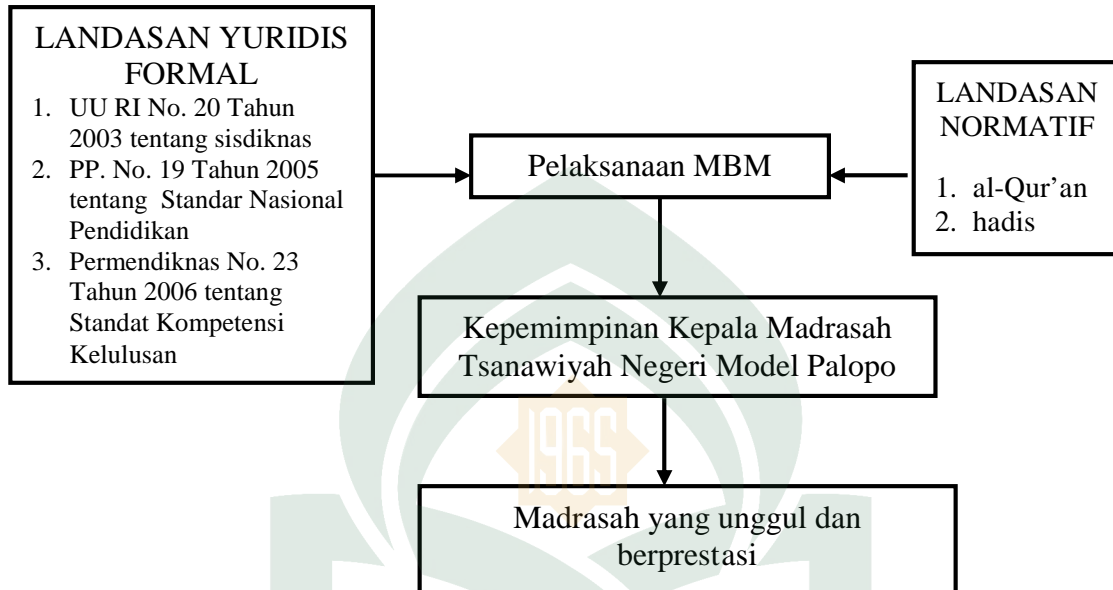 LANDASAN YURIDIS
FORMAL
1. UU RI No. 20 Tahun
2003 tentang sisdiknas
2. PP. No. 19 Tahun 2005
tentang Standar Nasional
Pendidikan
3. Permendiknas No. 23
Tahun 2006 tentang
Standat Kompetensi
Kelulusan
Pelaksanaan MBM
LANDASAN
NORMATIF
1. al-Qur’an
2. hadis
Kepemimpinan Kepala Madrasah
Tsanawiyah Negeri Model Palopo
1965
Madrasah yang unggul dan
berprestasi